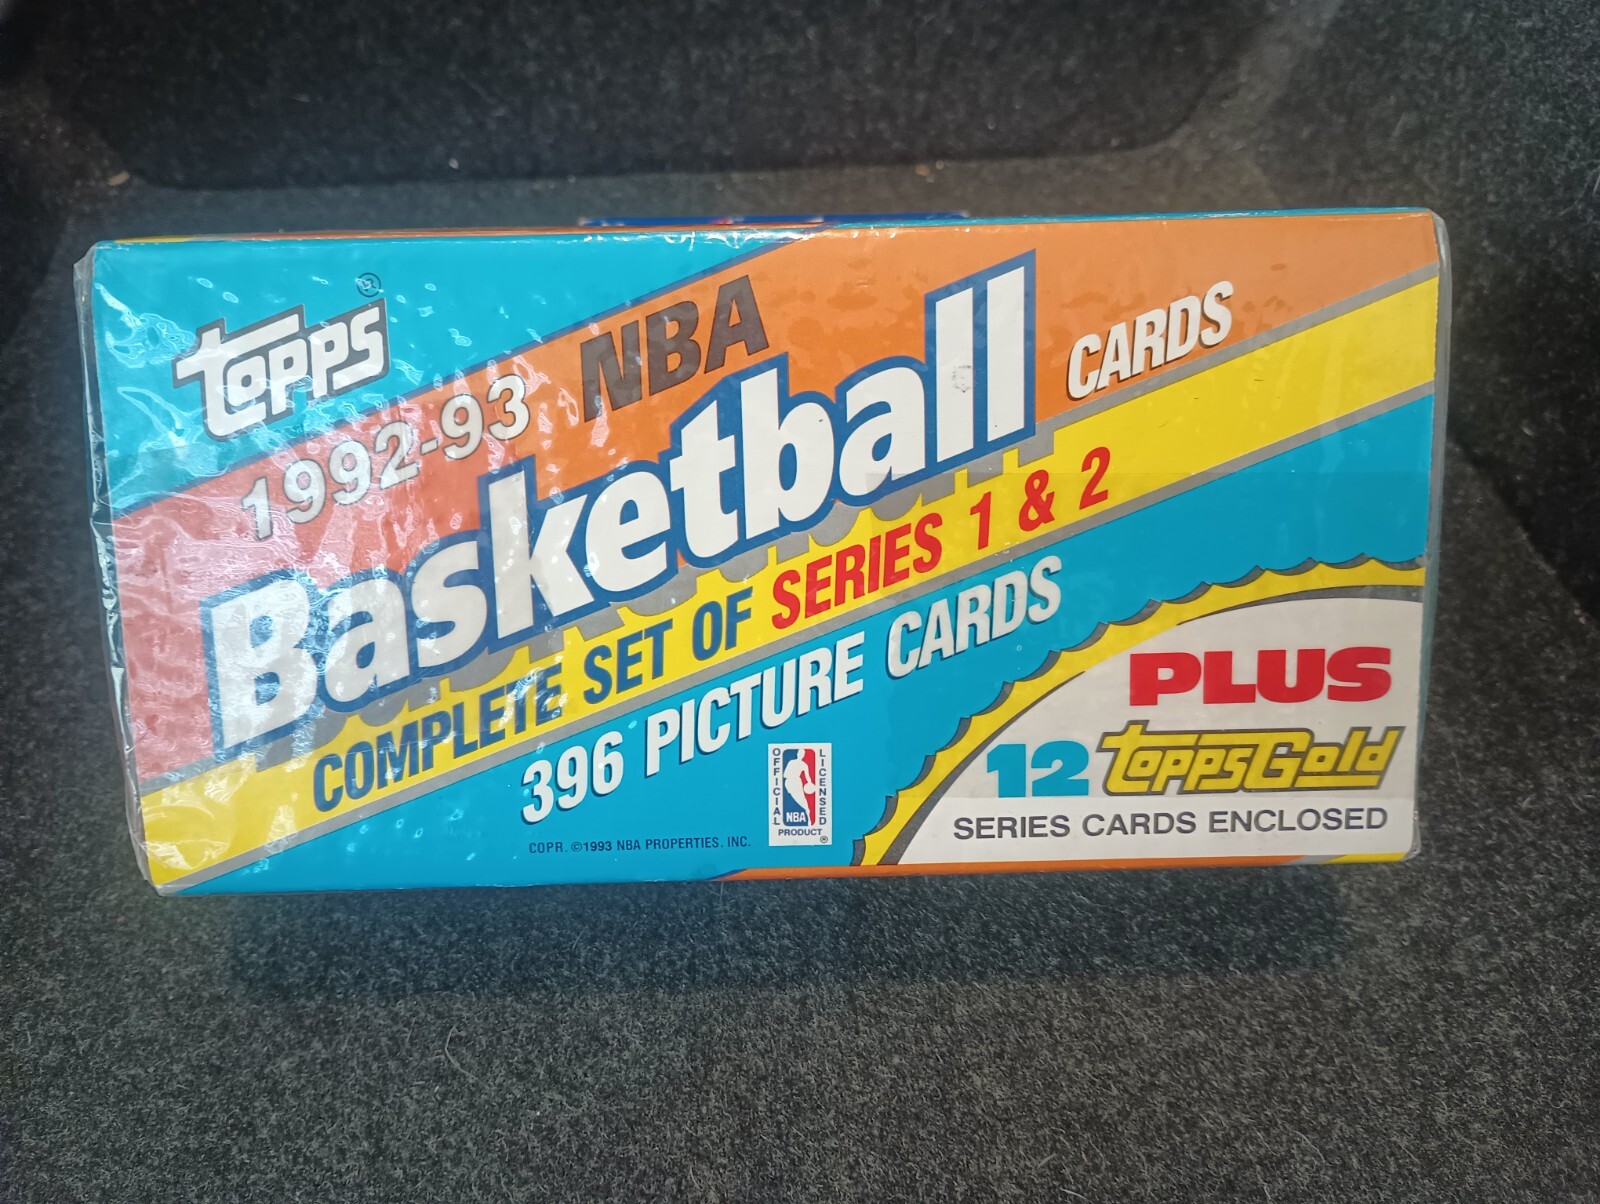 Topps®
1992-93 NBA
Basketball CARDS
COMPLETE SET OF SERIES 1 & 2
396 PICTURE CARDS
OFFICIAL LICENSED
NBA
PRODUCT ®
COPR. ©1993 NBA PROPERTIES, INC.
PLUS
12 ToppsGold
SERIES CARDS ENCLOSED